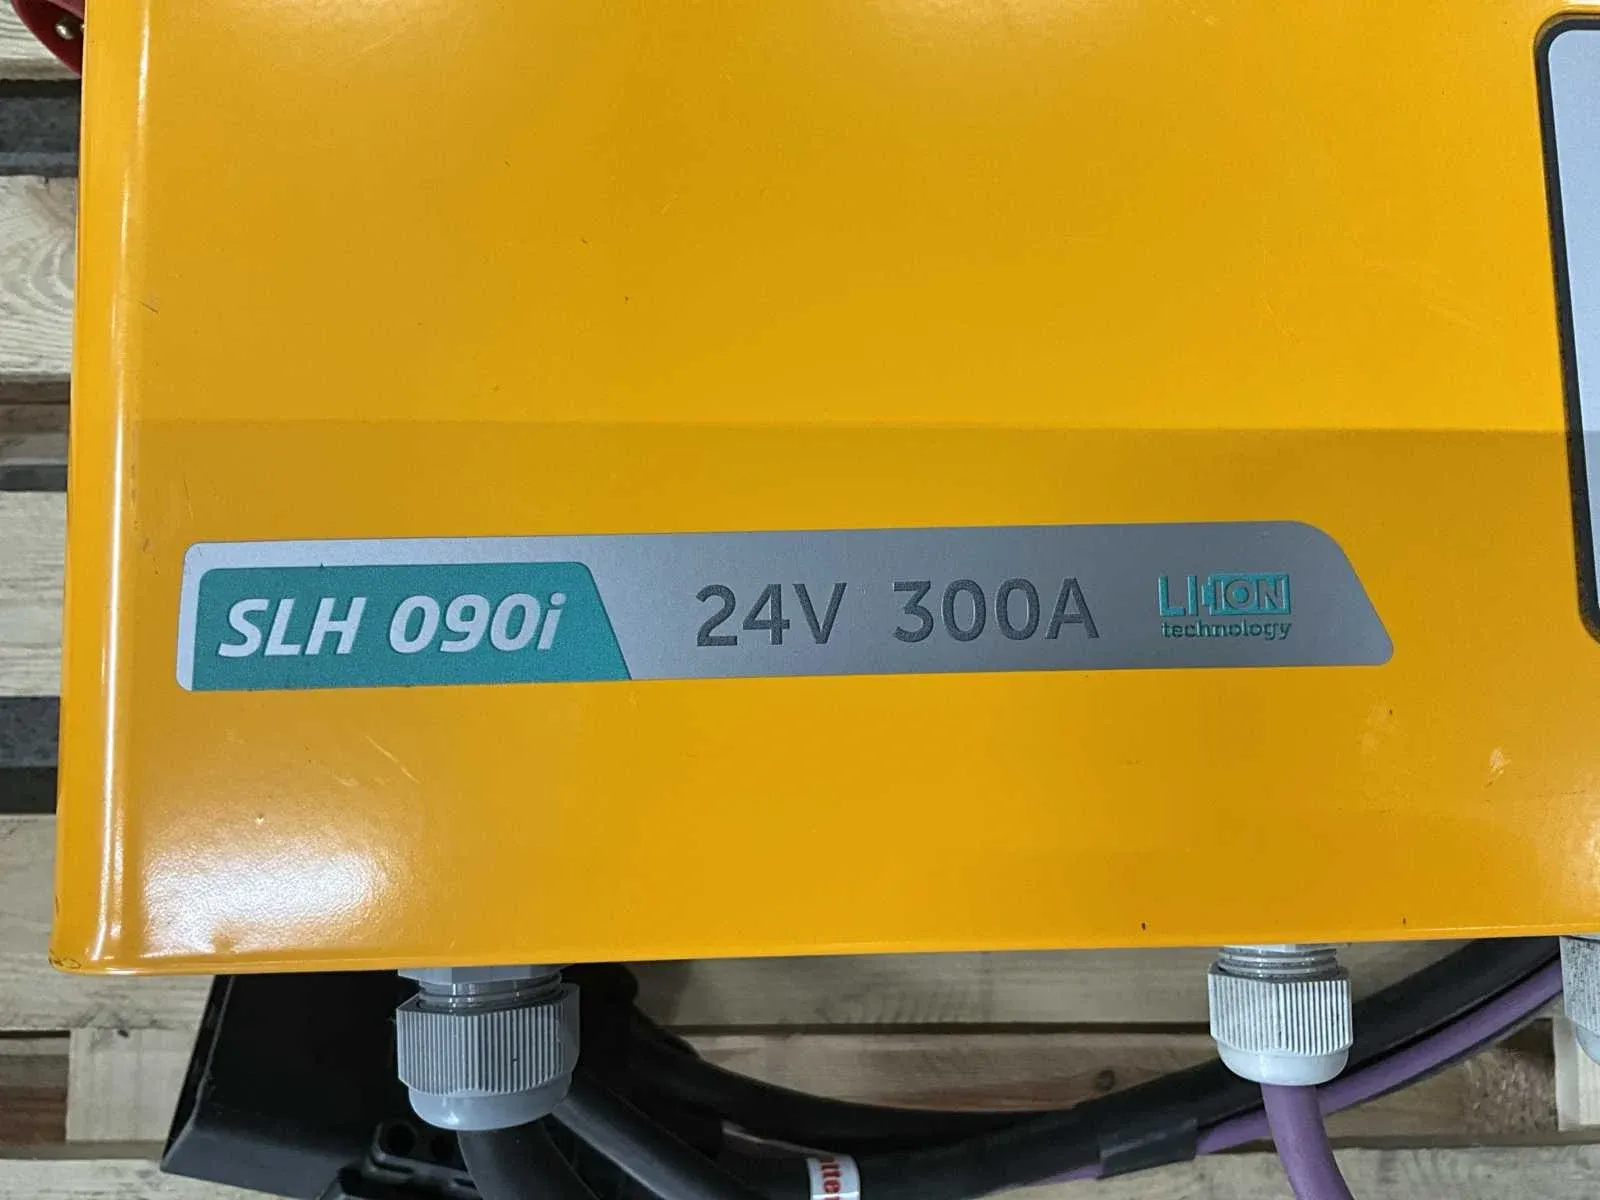 SLH 090i 24V 300A LI-ION
technology